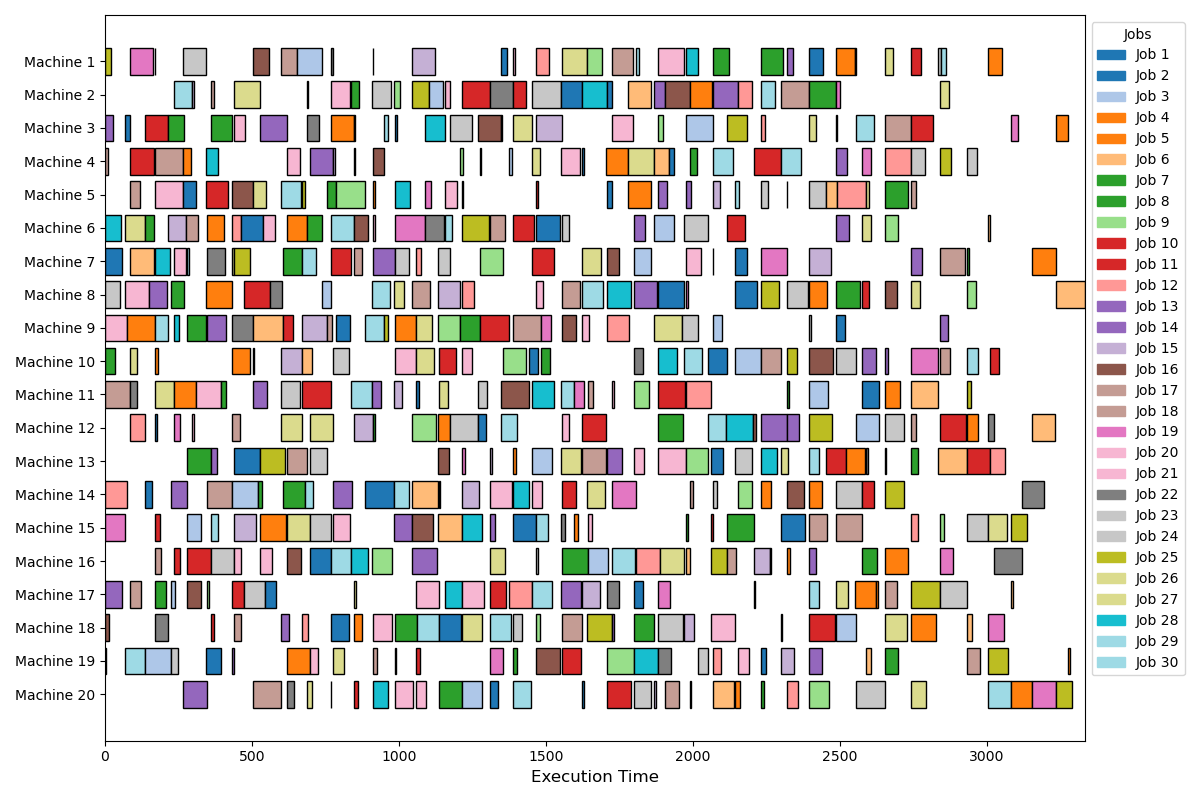 Machine 1
Machine 2
Machine 3
Machine 4
Machine 5
Machine 6
Machine 7
Machine 8
Machine 9
Machine 10
Machine 11
Machine 12
Machine 13
Machine 14
Machine 15
Machine 16
Machine 17
Machine 18
Machine 19
Machine 20
0 500 1000 1500 2000 2500 3000
Execution Time
Jobs
Job 1
Job 2
Job 3
Job 4
Job 5
Job 6
Job 7
Job 8
Job 9
Job 10
Job 11
Job 12
Job 13
Job 14
Job 15
Job 16
Job 17
Job 18
Job 19
Job 20
Job 21
Job 22
Job 23
Job 24
Job 25
Job 26
Job 27
Job 28
Job 29
Job 30